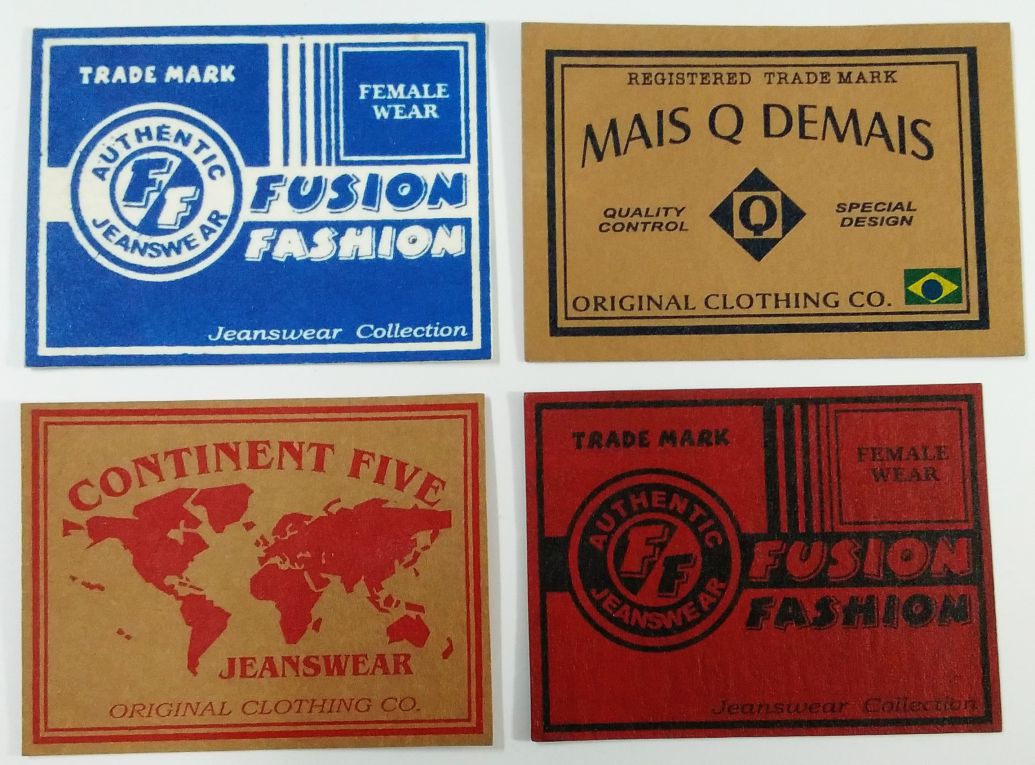 TRADE MARK
FEMALE
WEAR
AUTHENTIC
FF
JEANSWEAR
FUSION
FASHION
Jeanswear Collection
REGISTERED TRADE MARK
MAIS Q DEMAIS
QUALITY
CONTROL
Q
SPECIAL
DESIGN
ORIGINAL CLOTHING CO.
CONTINENT FIVE
JEANSWEAR
ORIGINAL CLOTHING CO.
TRADE MARK
FEMALE
WEAR
AUTHENTIC
FF
JEANSWEAR
FUSION
FASHION
Jeanswear Collection